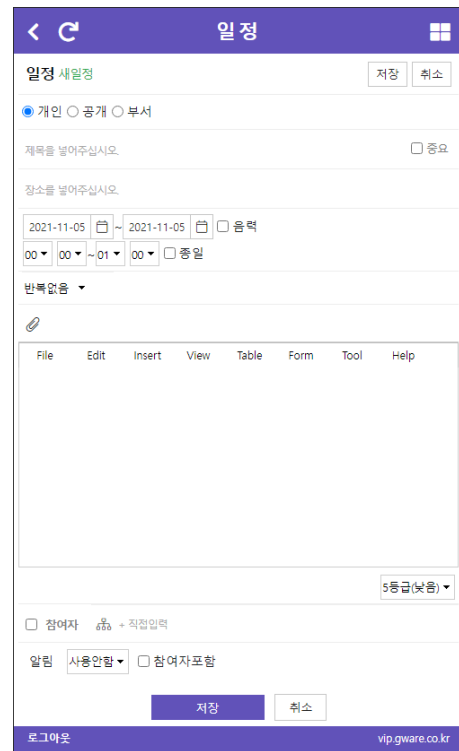 일정
일정 새일정 저장 취소
개인 공개 부서
제목을 넣어주십시오. 중요
장소를 넣어주십시오.
2021-11-05 ~ 2021-11-05 음력
00 00 ~ 01 00 종일
반복없음
File Edit Insert View Table Form Tool Help
5등급(낮음)
참여자 + 직접입력
알림 사용안함 참여자포함
저장 취소
로그아웃 vip.gware.co.kr